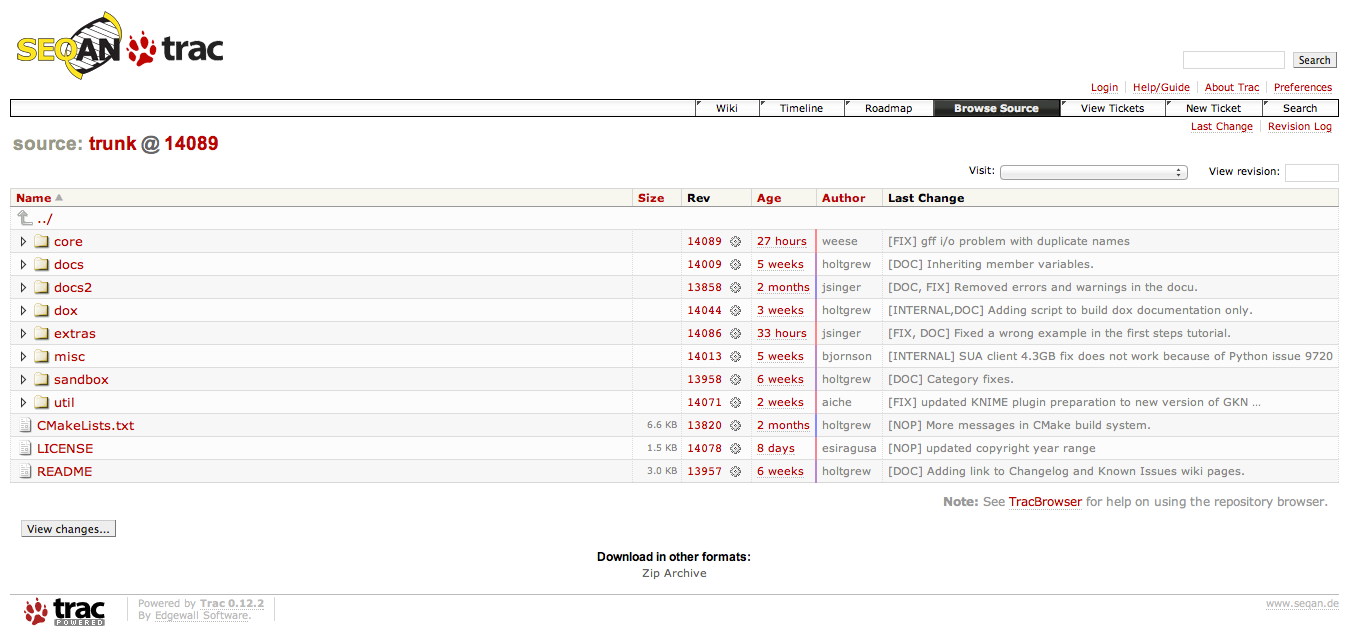 SEQAN trac
Search
Login Help/Guide About Trac Preferences
Wiki Timeline Roadmap Browse Source View Tickets New Ticket Search
Last Change Revision Log
source: trunk @ 14089
Visit: View revision:
Name Size Rev Age Author Last Change
../
core 14089 27 hours weese [FIX] gff i/o problem with duplicate names
docs 14009 5 weeks holtgrew [DOC] Inheriting member variables.
docs2 13858 2 months jsinger [DOC, FIX] Removed errors and warnings in the docu.
dox 14044 3 weeks holtgrew [INTERNAL,DOC] Adding script to build dox documentation only.
extras 14086 33 hours jsinger [FIX, DOC] Fixed a wrong example in the first steps tutorial.
misc 14013 5 weeks bjornson [INTERNAL] SUA client 4.3GB fix does not work because of Python issue 9720
sandbox 13958 6 weeks holtgrew [DOC] Category fixes.
util 14071 2 weeks aiche [FIX] updated KNIME plugin preparation to new version of GKN …
CMakeLists.txt 6.6 KB 13820 2 months holtgrew [NOP] More messages in CMake build system.
LICENSE 1.5 KB 14078 8 days esiragusa [NOP] updated copyright year range
README 3.0 KB 13957 6 weeks holtgrew [DOC] Adding link to Changelog and Known Issues wiki pages.
Note: See TracBrowser for help on using the repository browser.
View changes...
Download in other formats:
Zip Archive
trac POWERED
Powered by Trac 0.12.2
By Edgewall Software.
www.seqan.de